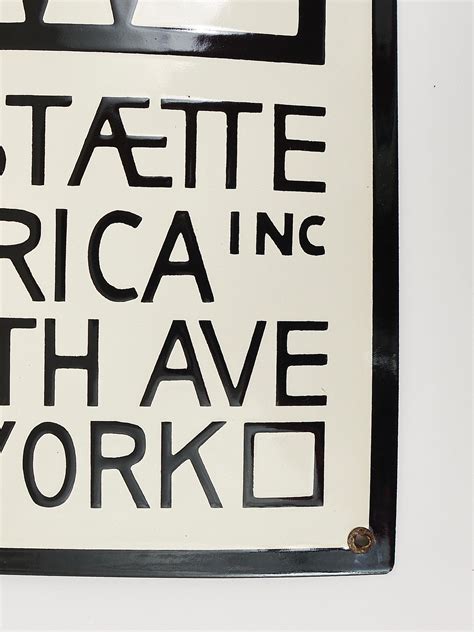 STÆTTE
RICA INC
TH AVE
YORK